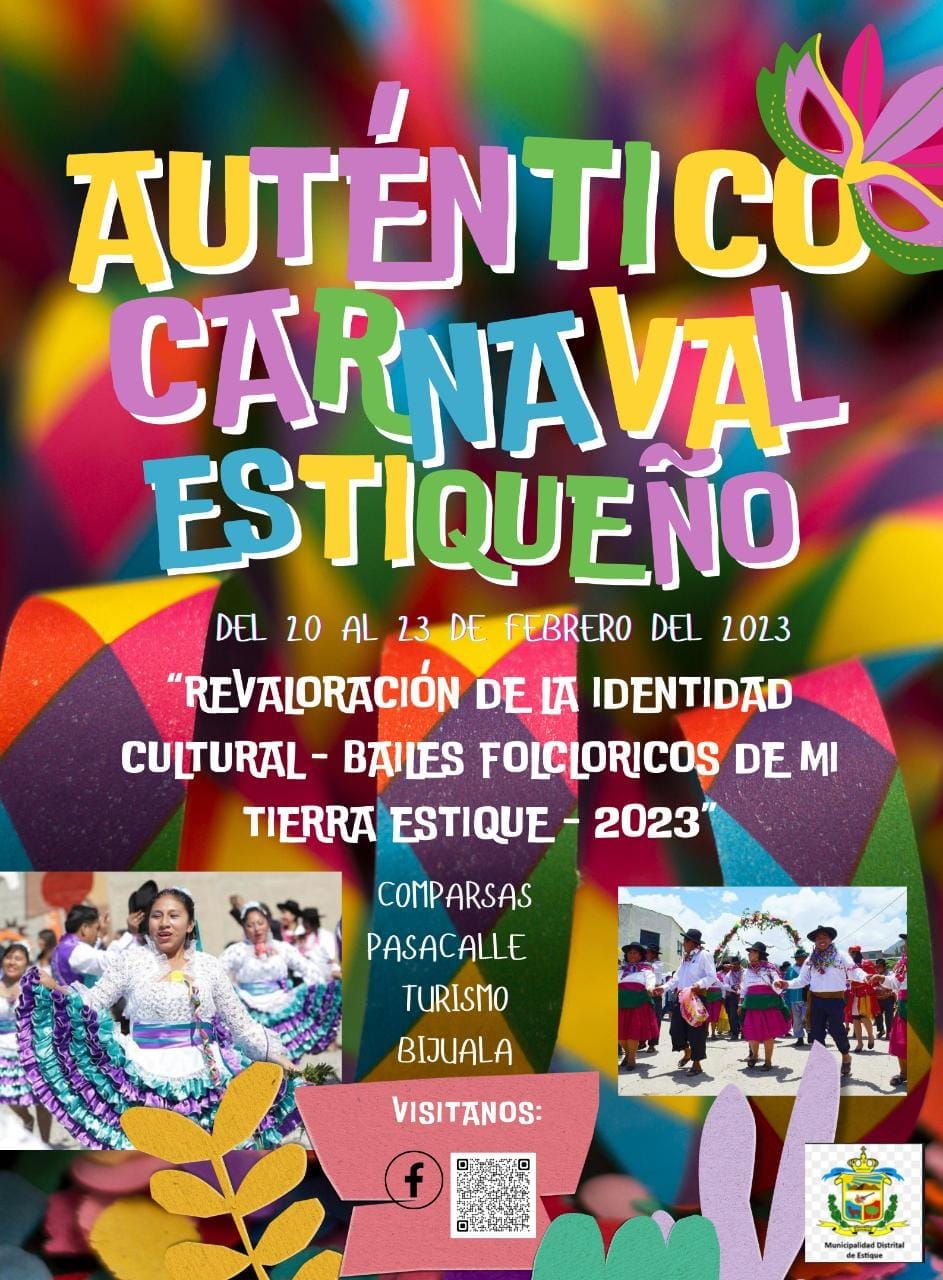 AUTÉNTICO
CARNAVAL
ESTIQUEÑO
DEL 20 AL 23 DE FEBRERO DEL 2023
"REVALORACIÓN DE LA IDENTIDAD
CULTURAL - BAILES FOLCLORICOS DE MI
TIERRA ESTIQUE - 2023"
COMPARSAS
PASACALLE
TURISMO
BIJUALA
VISITANOS:
f
Municipalidad Distrital
de Estique